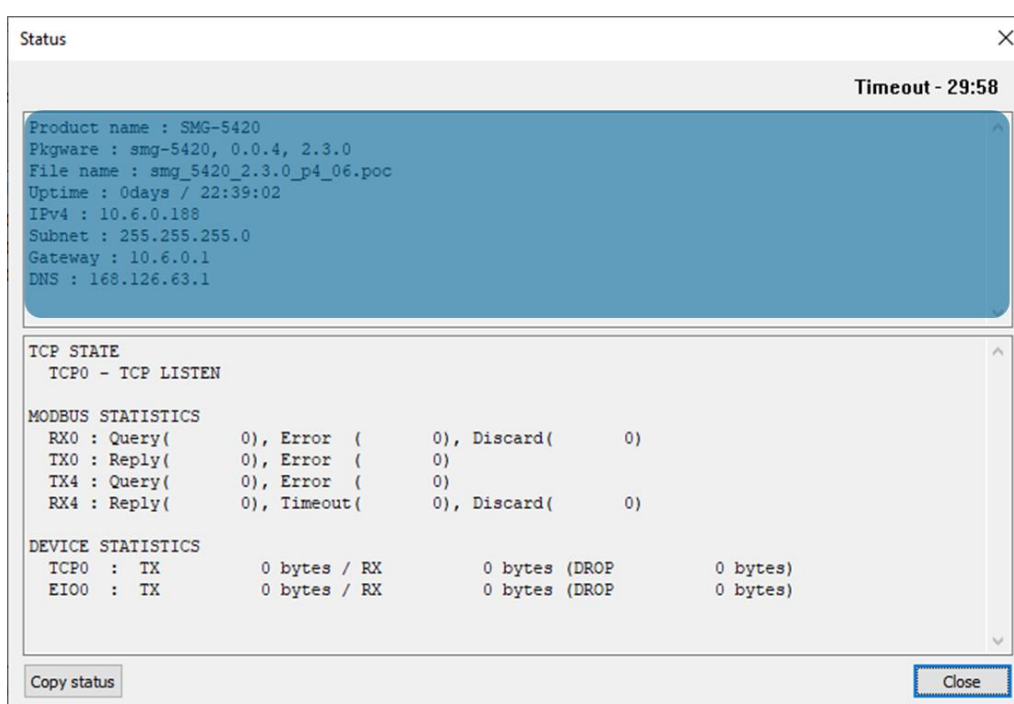 Status
Timeout - 29:58
Product name : SMG-5420
Pkgware : smg-5420, 0.0.4, 2.3.0
File name : smg_5420_2.3.0_p4_06.poc
Uptime : 0days / 22:39:02
IPv4 : 10.6.0.188
Subnet : 255.255.255.0
Gateway : 10.6.0.1
DNS : 168.126.63.1
TCP STATE
TCP0 - TCP LISTEN
MODBUS STATISTICS
RX0 : Query( 0), Error ( 0), Discard( 0)
TX0 : Reply( 0), Error ( 0)
TX4 : Query( 0), Error ( 0)
RX4 : Reply( 0), Timeout( 0), Discard( 0)
DEVICE STATISTICS
TCP0 : TX 0 bytes / RX 0 bytes (DROP 0 bytes)
EIO0 : TX 0 bytes / RX 0 bytes (DROP 0 bytes)
Copy status
Close